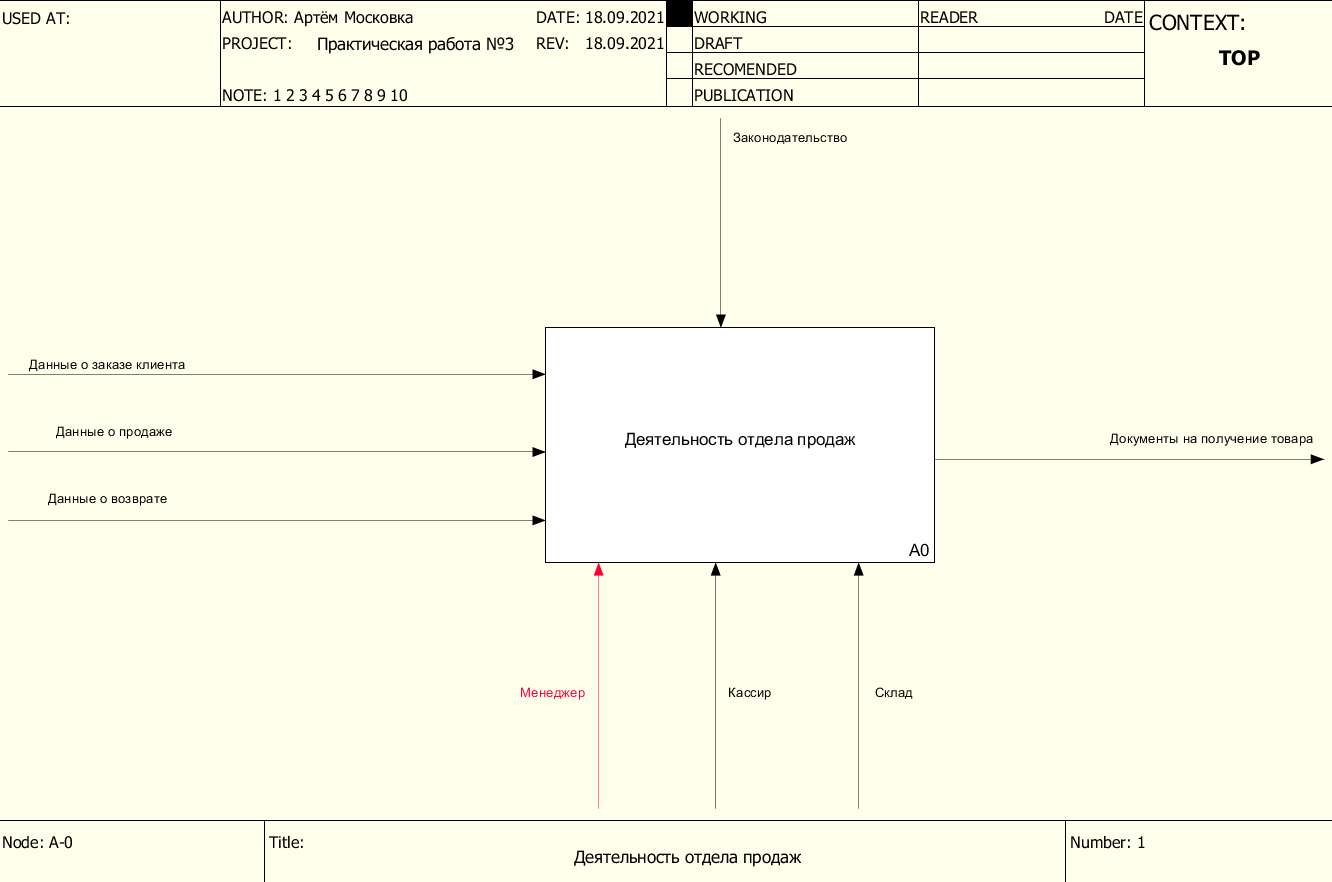 USED AT:
AUTHOR: Артём Московка
DATE: 18.09.2021
PROJECT: Практическая работа №3
REV: 18.09.2021
NOTE: 1 2 3 4 5 6 7 8 9 10
WORKING
DRAFT
RECOMENDED
PUBLICATION
READER
DATE
CONTEXT:
TOP
Законодательство
Данные о заказе клиента
Данные о продаже
Данные о возврате
Деятельность отдела продаж
A0
Документы на получение товара
Менеджер
Кассир
Склад
Node: A-0
Title:
Деятельность отдела продаж
Number: 1